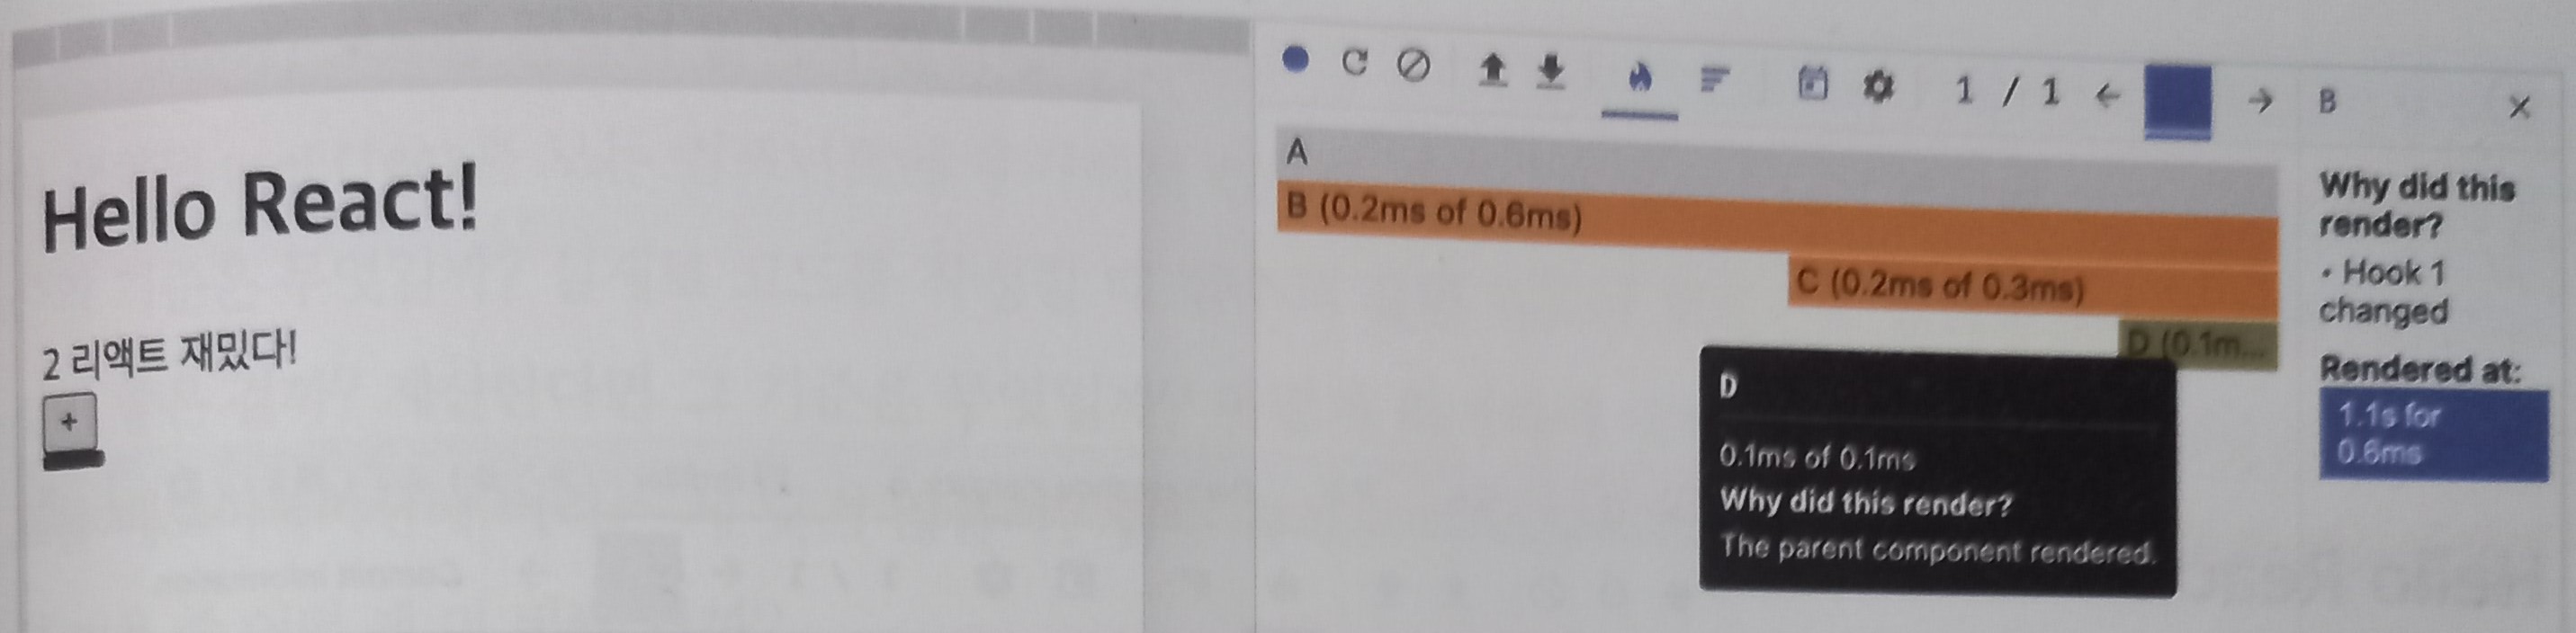 Hello React!
2 리액트 재밌다!
+
1 / 1
B
A
B (0.2ms of 0.6ms)
C (0.2ms of 0.3ms)
D (0.1m...
D
0.1ms of 0.1ms
Why did this render?
The parent component rendered.
Why did this
render?
• Hook 1
changed
Rendered at:
1.1s for
0.6ms